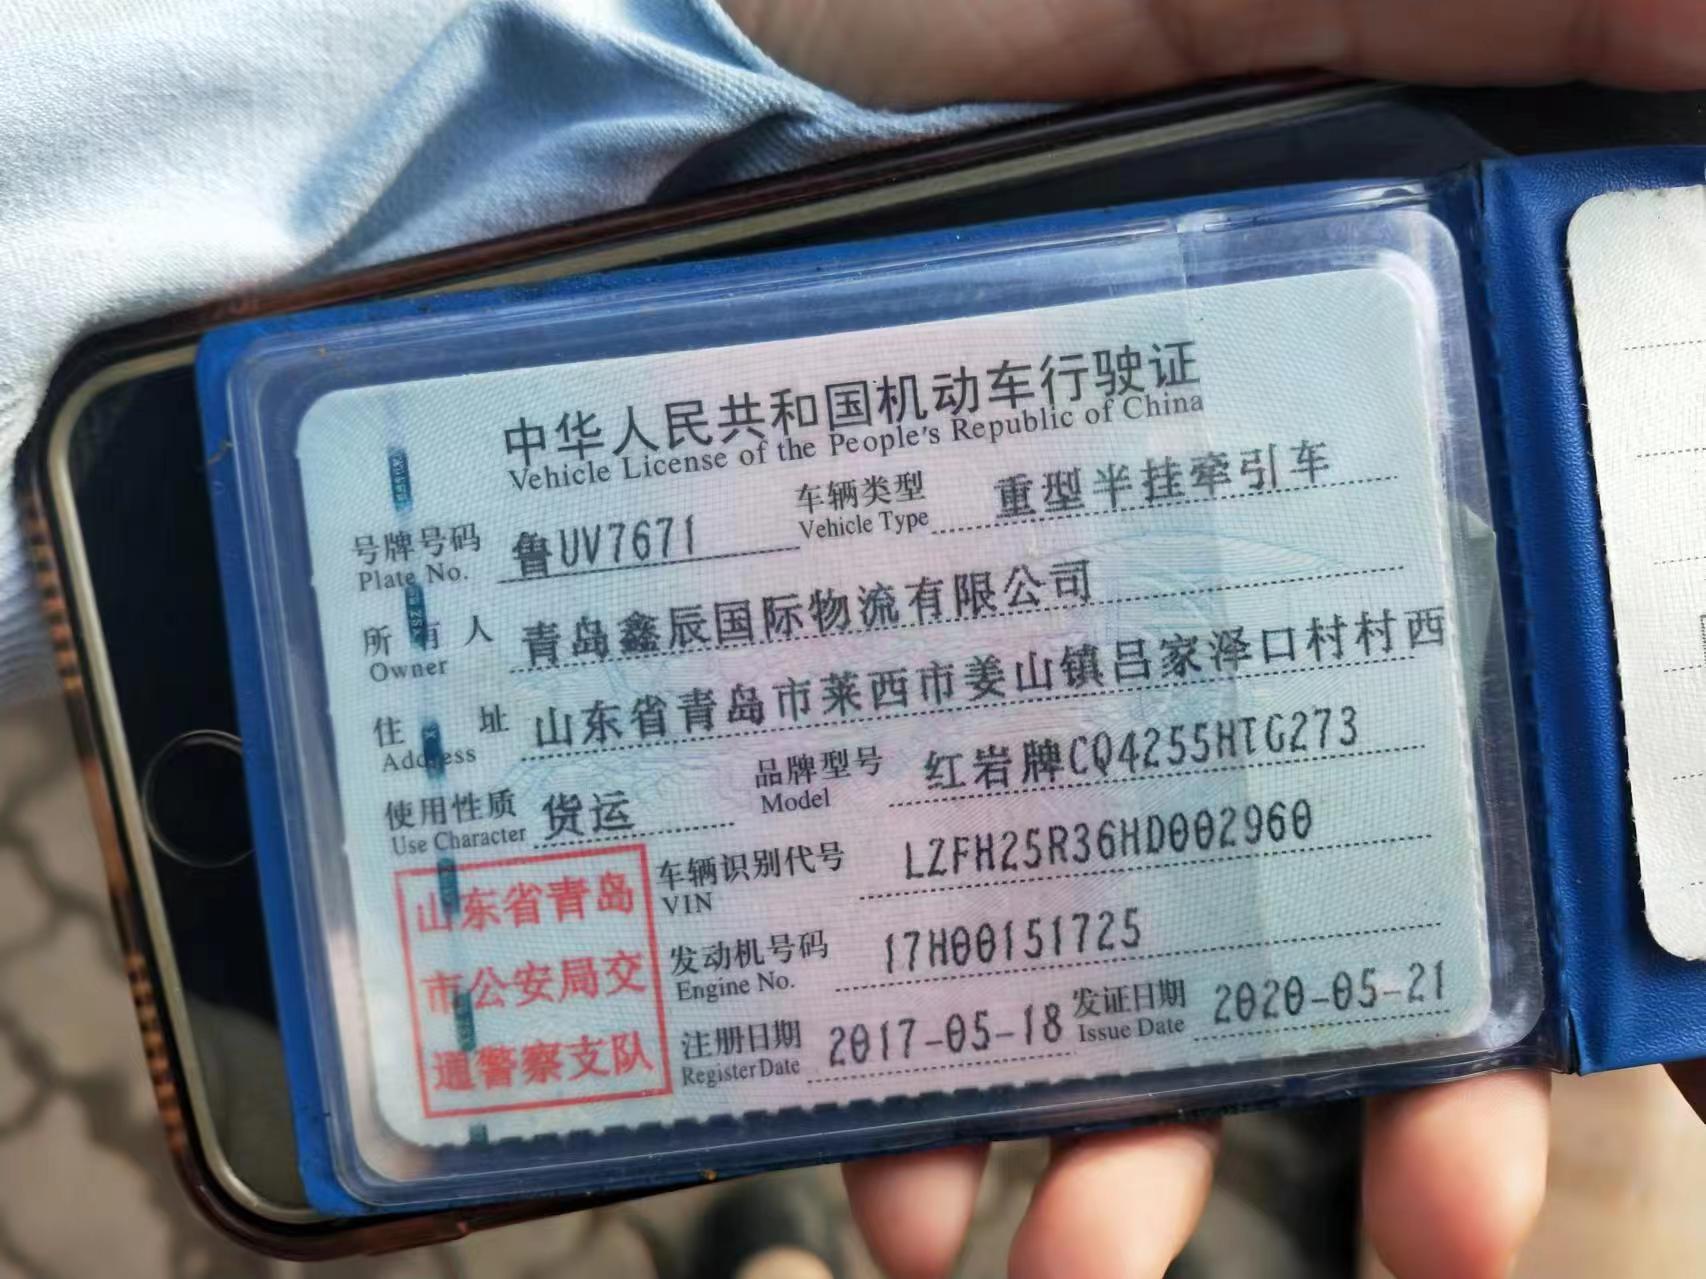 中华人民共和国机动车行驶证
Vehicle License of the People's Republic of China
号牌号码 鲁UV7671 车辆类型 重型半挂牵引车
Plate No. Vehicle Type
所有人 青岛鑫辰国际物流有限公司
Owner
住址 山东省青岛市莱西市姜山镇吕家泽口村村西
Address
使用性质 货运 品牌型号 红岩牌CQ4255HTG273
Use Character Model
车辆识别代号 LZFH25R36HD002960
VIN
发动机号码 17H00151725
Engine No.
注册日期 2017-05-18 发证日期 2020-05-21
Register Date Issue Date
山东省青岛
市公安局交
通警察支队